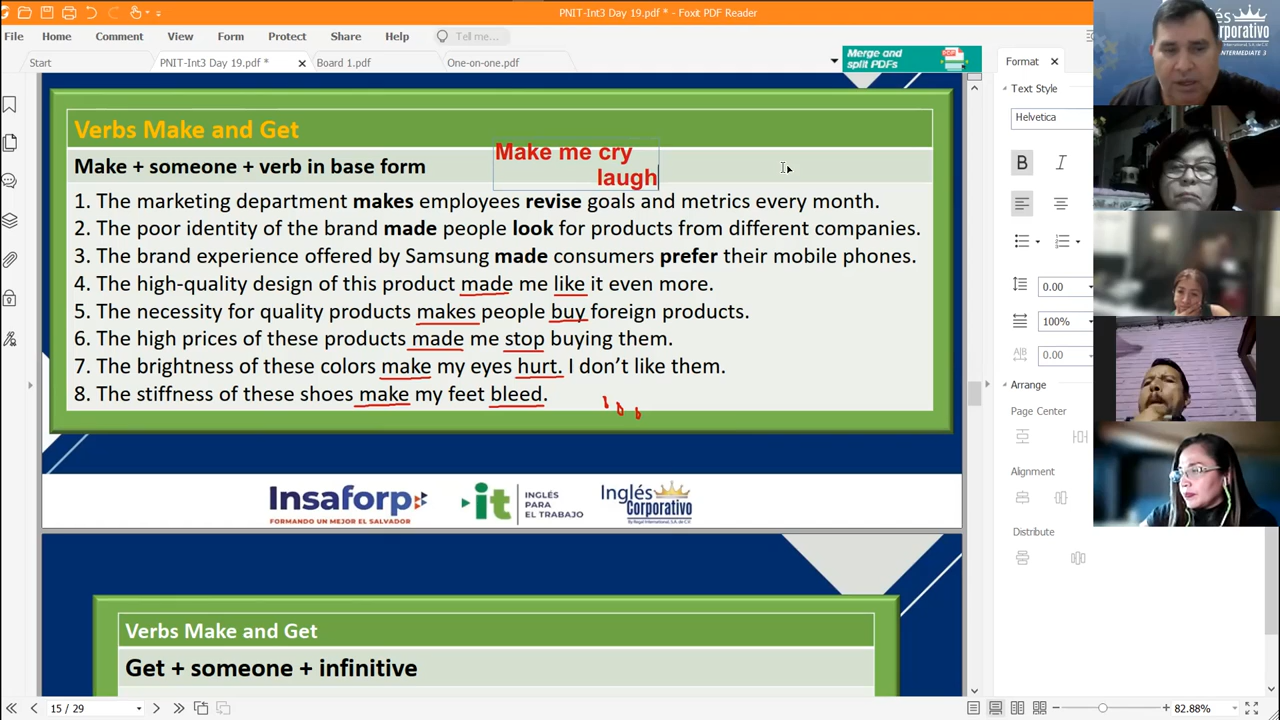 PNIT-Int3 Day 19.pdf * - Foxit PDF Reader
File Home Comment View Form Protect Share Help Tell me...
Start PNIT-Int3 Day 19.pdf * Board 1.pdf One-on-one.pdf
Merge and
split PDFs
Format
Text Style
Helvetica
B I
0.00
100%
0.00
Arrange
Page Center
Alignment
Distribute
Corporativo
INTERMEDIATE 3
Verbs Make and Get
Make + someone + verb in base form
Make me cry
laugh
1. The marketing department makes employees revise goals and metrics every month.
2. The poor identity of the brand made people look for products from different companies.
3. The brand experience offered by Samsung made consumers prefer their mobile phones.
4. The high-quality design of this product made me like it even more.
5. The necessity for quality products makes people buy foreign products.
6. The high prices of these products made me stop buying them.
7. The brightness of these colors make my eyes hurt. I don't like them.
8. The stiffness of these shoes make my feet bleed.
Insaforp
FORMANDO UN MEJOR EL SALVADOR
it
INGLÉS
PARA
EL TRABAJO
Inglés
Corporativo
Verbs Make and Get
Get + someone + infinitive
15 / 29
82.88%